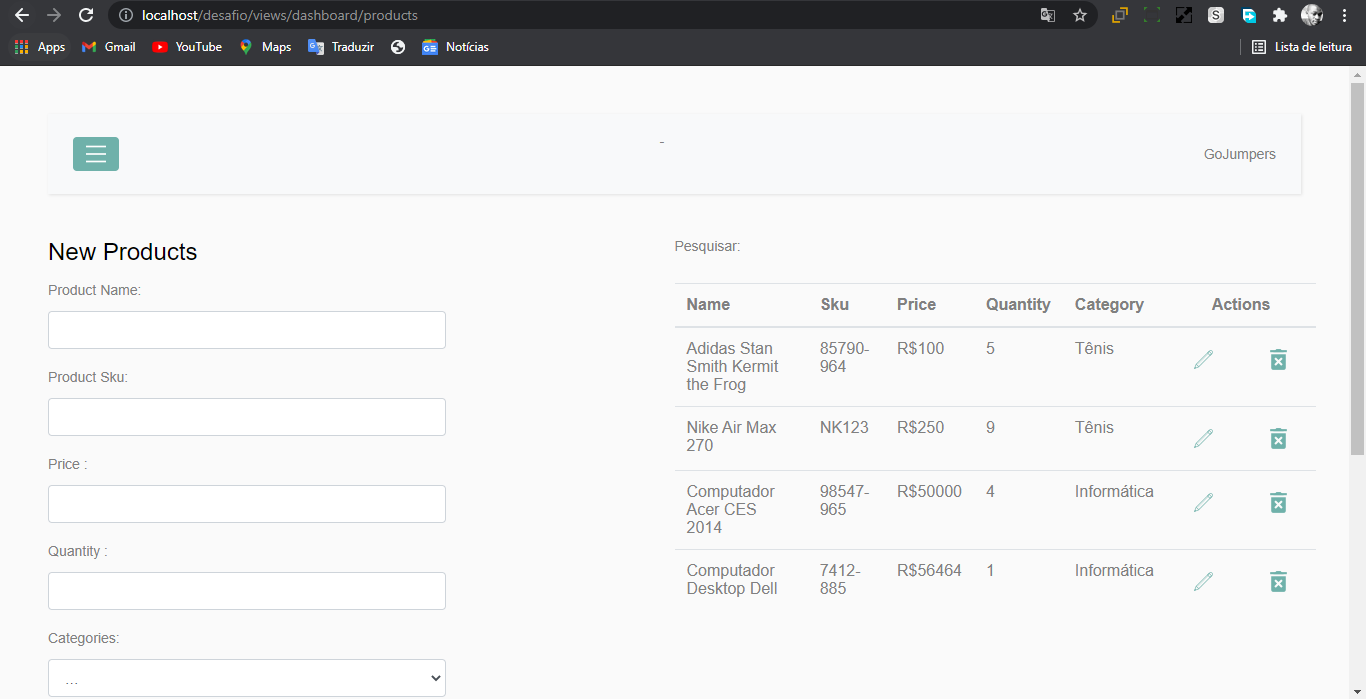 localhost/desafio/views/dashboard/products
S
Apps Gmail YouTube Maps Traduzir Notícias Lista de leitura
-
GoJumpers
New Products
Product Name:
Product Sku:
Price :
Quantity :
Categories:
...
Pesquisar:
Name Sku Price Quantity Category Actions
Adidas Stan 85790- R$100 5 Tênis
Smith Kermit 964
the Frog
Nike Air Max NK123 R$250 9 Tênis
270
Computador 98547- R$50000 4 Informática
Acer CES 965
2014
Computador 7412- R$56464 1 Informática
Desktop Dell 885